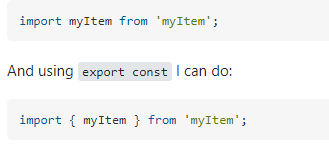 import myItem from 'myItem';
And using export const I can do:
import { myItem } from 'myItem';